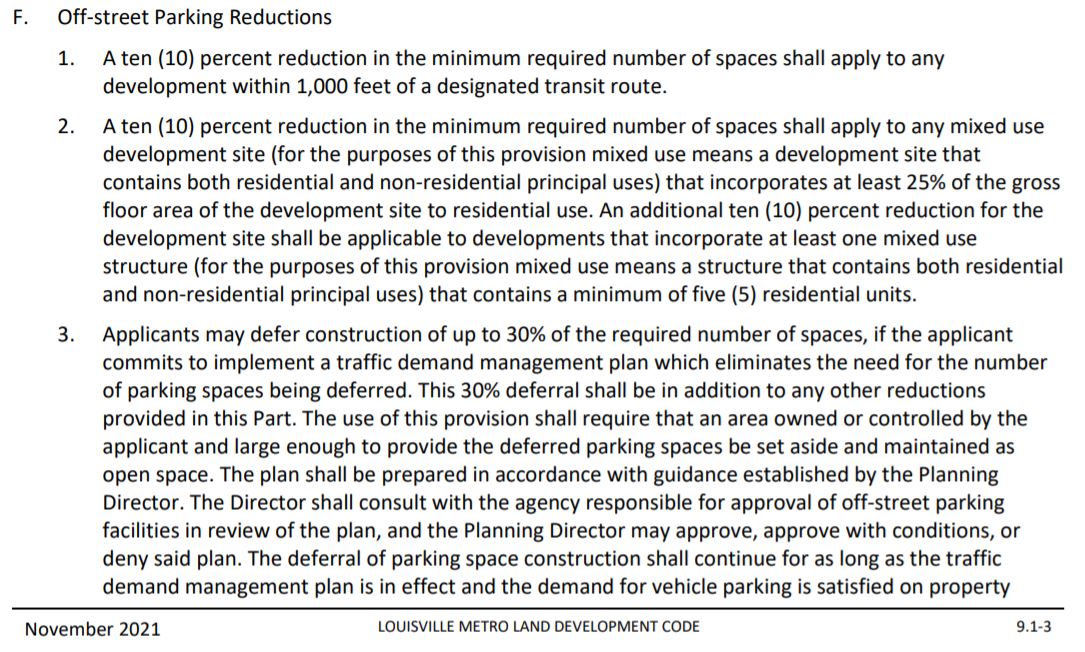 F. Off-street Parking Reductions
1. A ten (10) percent reduction in the minimum required number of spaces shall apply to any
development within 1,000 feet of a designated transit route.
2. A ten (10) percent reduction in the minimum required number of spaces shall apply to any mixed use
development site (for the purposes of this provision mixed use means a development site that
contains both residential and non-residential principal uses) that incorporates at least 25% of the gross
floor area of the development site to residential use. An additional ten (10) percent reduction for the
development site shall be applicable to developments that incorporate at least one mixed use
structure (for the purposes of this provision mixed use means a structure that contains both residential
and non-residential principal uses) that contains a minimum of five (5) residential units.
3. Applicants may defer construction of up to 30% of the required number of spaces, if the applicant
commits to implement a traffic demand management plan which eliminates the need for the number
of parking spaces being deferred. This 30% deferral shall be in addition to any other reductions
provided in this Part. The use of this provision shall require that an area owned or controlled by the
applicant and large enough to provide the deferred parking spaces be set aside and maintained as
open space. The plan shall be prepared in accordance with guidance established by the Planning
Director. The Director shall consult with the agency responsible for approval of off-street parking
facilities in review of the plan, and the Planning Director may approve, approve with conditions, or
deny said plan. The deferral of parking space construction shall continue for as long as the traffic
demand management plan is in effect and the demand for vehicle parking is satisfied on property
November 2021 LOUISVILLE METRO LAND DEVELOPMENT CODE 9.1-3